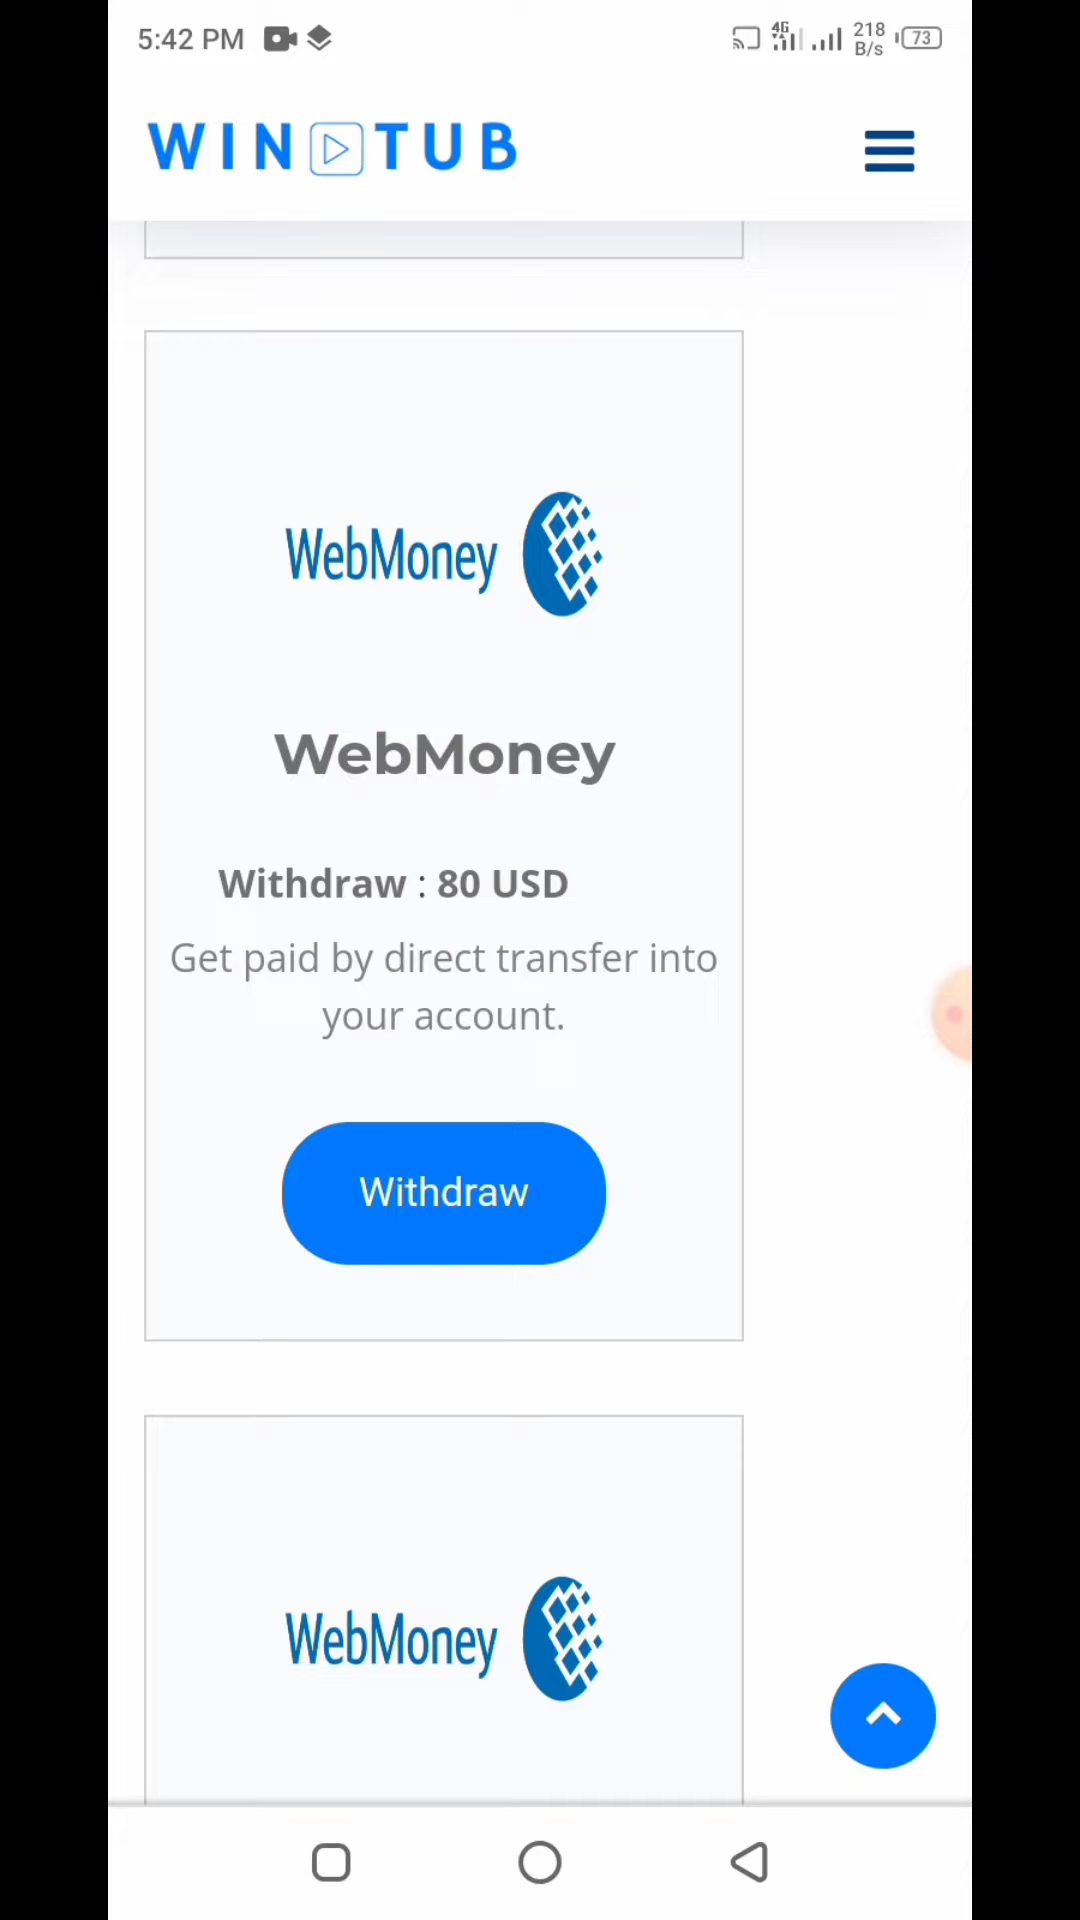 5:42 PM
4G
218
B/s
73
WIN TUB
WebMoney
WebMoney
Withdraw : 80 USD
Get paid by direct transfer into
your account.
Withdraw
WebMoney